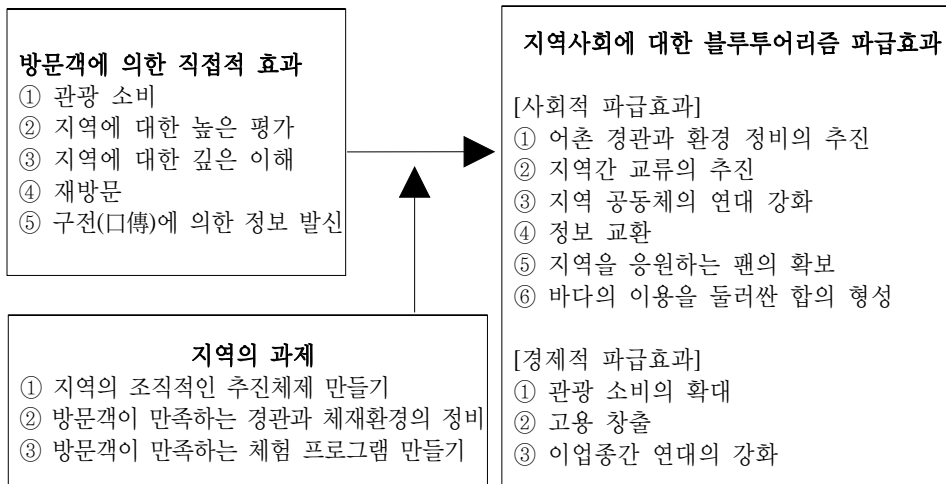 방문객에 의한 직접적 효과
① 관광 소비
② 지역에 대한 높은 평가
③ 지역에 대한 깊은 이해
④ 재방문
⑤ 구전(口傳)에 의한 정보 발신
지역의 과제
① 지역의 조직적인 추진체제 만들기
② 방문객이 만족하는 경관과 체재환경의 정비
③ 방문객이 만족하는 체험 프로그램 만들기
지역사회에 대한 블루투어리즘 파급효과
[사회적 파급효과]
① 어촌 경관과 환경 정비의 추진
② 지역간 교류의 추진
③ 지역 공동체의 연대 강화
④ 정보 교환
⑤ 지역을 응원하는 팬의 확보
⑥ 바다의 이용을 둘러싼 합의 형성
[경제적 파급효과]
① 관광 소비의 확대
② 고용 창출
③ 이업종간 연대의 강화